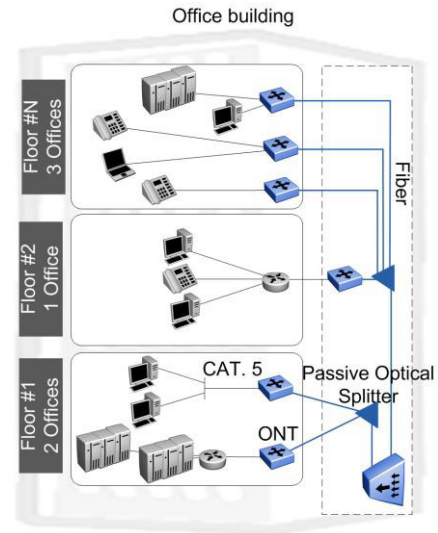 Office building
Floor #N
3 Offices
Fiber
Floor #2
1 Office
Floor #1
2 Offices
CAT. 5
Passive Optical
Splitter
ONT